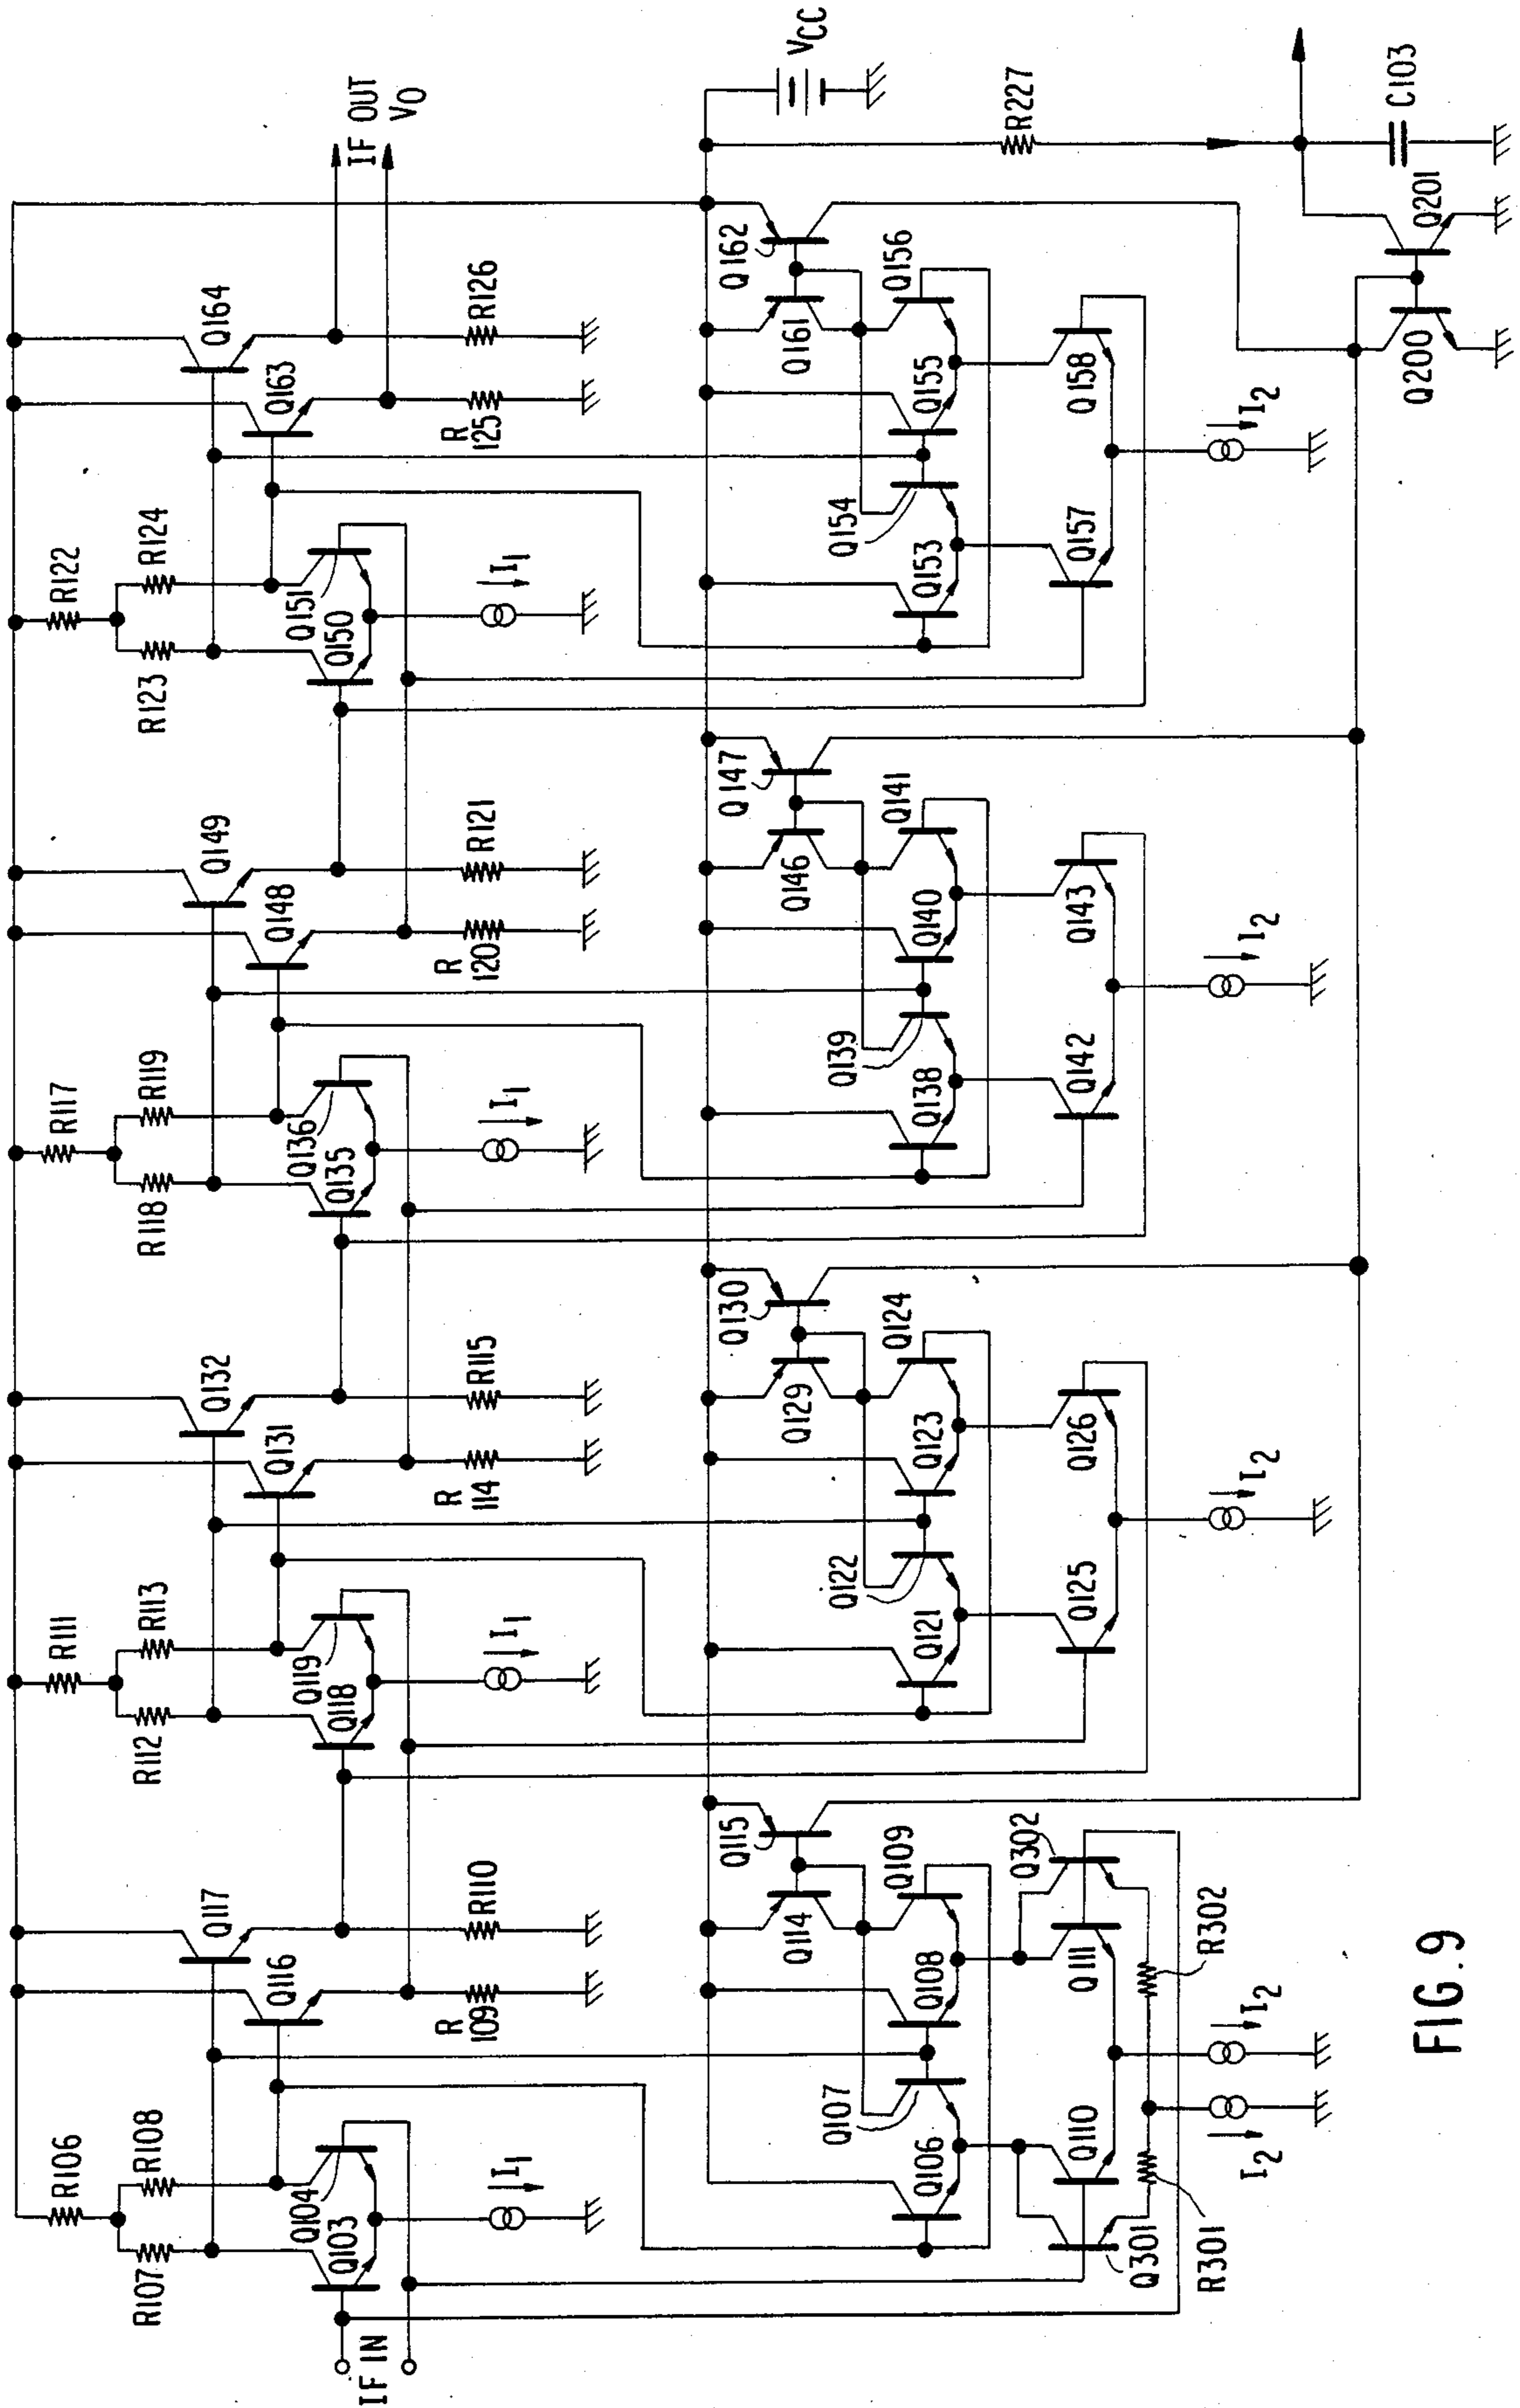 R106
R111
R117
R122
R107
R108
R112
R113
R118
R119
R123
R124
Q117
Q132
Q149
Q164
Q116
Q131
Q148
Q163
Q104
Q119
Q136
Q151
Q103
Q118
Q135
Q150
IF IN
IF OUT
V0
R109
R110
R114
R115
R120
R121
R125
R126
I1
I1
I1
I1
Q115
Q130
Q147
Q162
Q114
Q129
Q146
Q161
VCC
Q107
Q122
Q139
Q154
Q106
Q108
Q109
Q121
Q123
Q124
Q138
Q140
Q141
Q153
Q155
Q156
R227
Q302
Q110
Q111
Q125
Q126
Q142
Q143
Q157
Q158
Q301
R301
R302
I2
I2
I2
I2
I2
C103
Q200
Q201
FIG.9